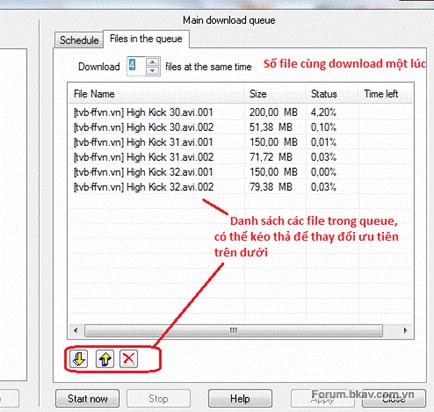 Main download queue
Schedule
Files in the queue
Download 4 files at the same time
Số file cùng download một lúc
File Name Size Status Time left
[tvb-ffvn.vn] High Kick 30.avi.001 200,00 MB 4,20%
[tvb-ffvn.vn] High Kick 30.avi.002 51,38 MB 0,10%
[tvb-ffvn.vn] High Kick 31.avi.001 150,00 MB 0,01%
[tvb-ffvn.vn] High Kick 31.avi.002 71,72 MB 0,03%
[tvb-ffvn.vn] High Kick 32.avi.001 150,00 MB 0,00%
[tvb-ffvn.vn] High Kick 32.avi.002 79,38 MB 0,03%
Danh sách các file trong queue,
có thể kéo thả để thay đổi ưu tiên
trên dưới
Start now Stop Help Apply Close
Forum.bkav.com.vn